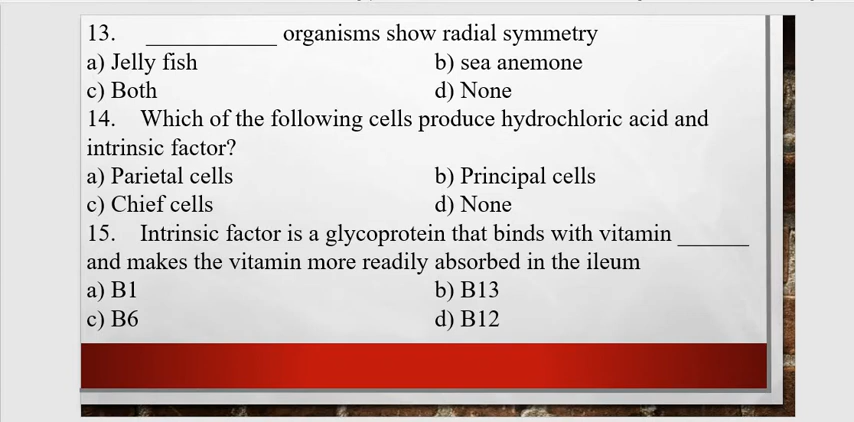 13. __________ organisms show radial symmetry
a) Jelly fish b) sea anemone
c) Both d) None
14. Which of the following cells produce hydrochloric acid and
intrinsic factor?
a) Parietal cells b) Principal cells
c) Chief cells d) None
15. Intrinsic factor is a glycoprotein that binds with vitamin ______
and makes the vitamin more readily absorbed in the ileum
a) B1 b) B13
c) B6 d) B12